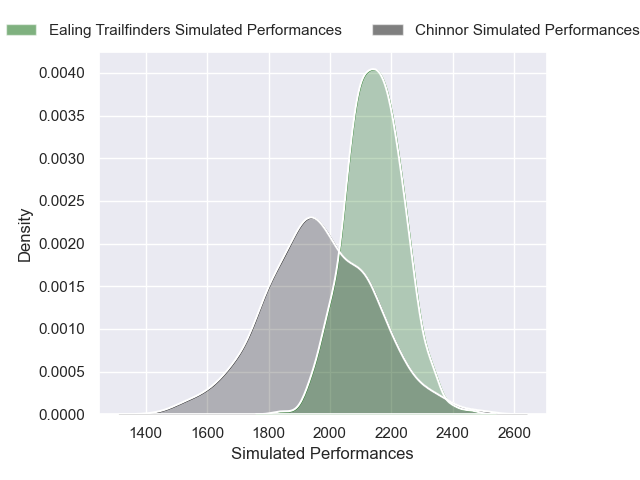 Ealing Trailfinders Simulated Performances
Chinnor Simulated Performances
0.0040
0.0035
0.0030
0.0025
0.0020
0.0015
0.0010
0.0005
0.0000
Density
1400 1600 1800 2000 2200 2400 2600
Simulated Performances